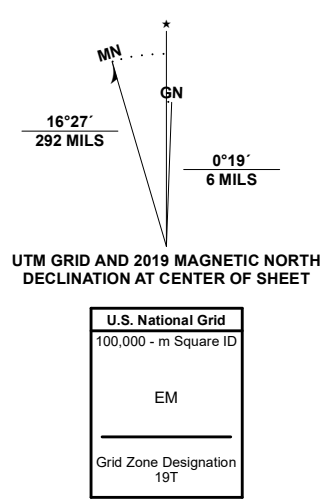 ★
MN
GN
16°27´
292 MILS
0°19´
6 MILS
UTM GRID AND 2019 MAGNETIC NORTH
DECLINATION AT CENTER OF SHEET
U.S. National Grid
100,000 - m Square ID
EM
Grid Zone Designation
19T